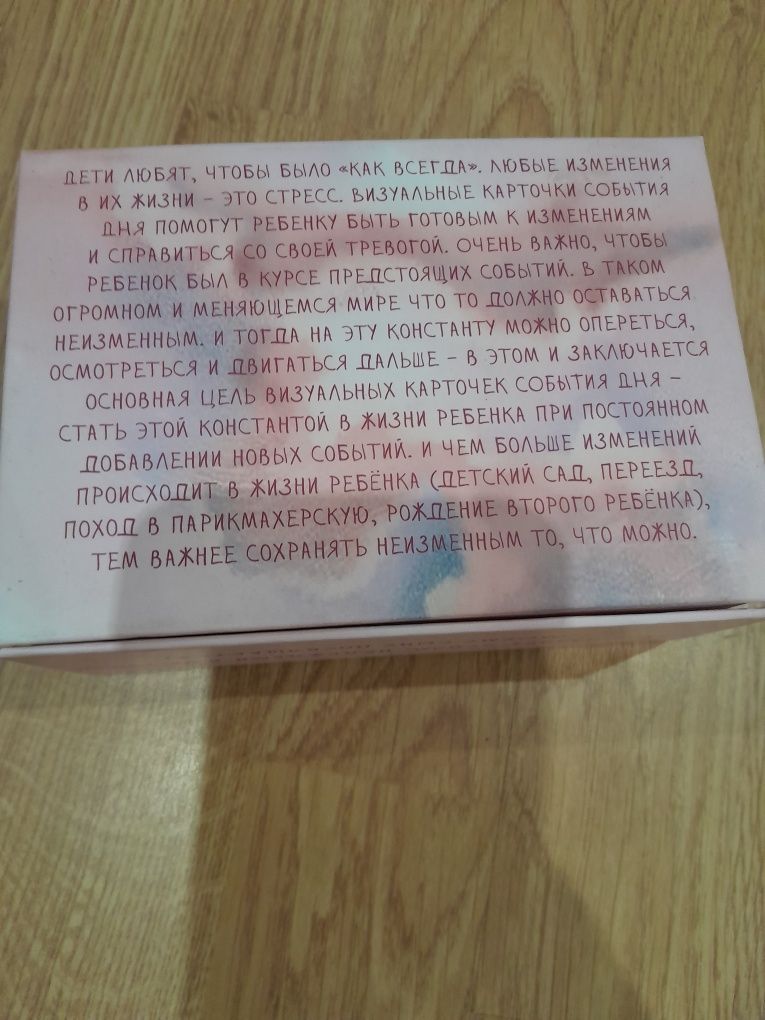 ДЕТИ ЛЮБЯТ, ЧТОБЫ БЫЛО «КАК ВСЕГДА». ЛЮБЫЕ ИЗМЕНЕНИЯ
В ИХ ЖИЗНИ – ЭТО СТРЕСС. ВИЗУАЛЬНЫЕ КАРТОЧКИ СОБЫТИЯ
ДНЯ ПОМОГУТ РЕБЕНКУ БЫТЬ ГОТОВЫМ К ИЗМЕНЕНИЯМ
И СПРАВИТЬСЯ СО СВОЕЙ ТРЕВОГОЙ. ОЧЕНЬ ВАЖНО, ЧТОБЫ
РЕБЕНОК БЫЛ В КУРСЕ ПРЕДСТОЯЩИХ СОБЫТИЙ. В ТАКОМ
ОГРОМНОМ И МЕНЯЮЩЕМСЯ МИРЕ ЧТО ТО ДОЛЖНО ОСТАВАТЬСЯ
НЕИЗМЕННЫМ. И ТОГДА НА ЭТУ КОНСТАНТУ МОЖНО ОПЕРЕТЬСЯ,
ОСМОТРЕТЬСЯ И ДВИГАТЬСЯ ДАЛЬШЕ – В ЭТОМ И ЗАКЛЮЧАЕТСЯ
ОСНОВНАЯ ЦЕЛЬ ВИЗУАЛЬНЫХ КАРТОЧЕК СОБЫТИЯ ДНЯ –
СТАТЬ ЭТОЙ КОНСТАНТОЙ В ЖИЗНИ РЕБЕНКА ПРИ ПОСТОЯННОМ
ДОБАВЛЕНИИ НОВЫХ СОБЫТИЙ. И ЧЕМ БОЛЬШЕ ИЗМЕНЕНИЙ
ПРОИСХОДИТ В ЖИЗНИ РЕБЁНКА (ДЕТСКИЙ САД, ПЕРЕЕЗД,
ПОХОД В ПАРИКМАХЕРСКУЮ, РОЖДЕНИЕ ВТОРОГО РЕБЁНКА),
ТЕМ ВАЖНЕЕ СОХРАНЯТЬ НЕИЗМЕННЫМ ТО, ЧТО МОЖНО.